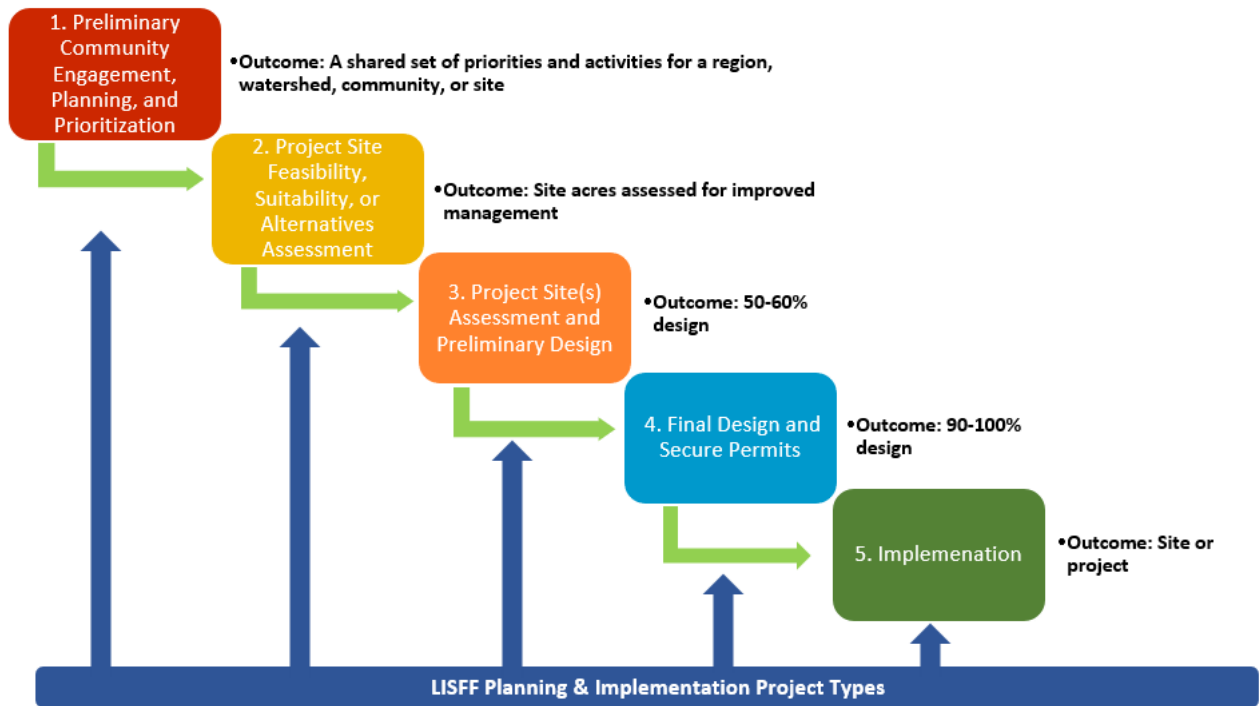 1. Preliminary
Community
Engagement,
Planning, and
Prioritization
•Outcome: A shared set of priorities and activities for a region,
watershed, community, or site
2. Project Site
Feasibility,
Suitability, or
Alternatives
Assessment
•Outcome: Site acres assessed for improved
management
3. Project Site(s)
Assessment and
Preliminary Design
•Outcome: 50-60%
design
4. Final Design and
Secure Permits
•Outcome: 90-100%
design
5. Implemenation
•Outcome: Site or
project
LISFF Planning & Implementation Project Types